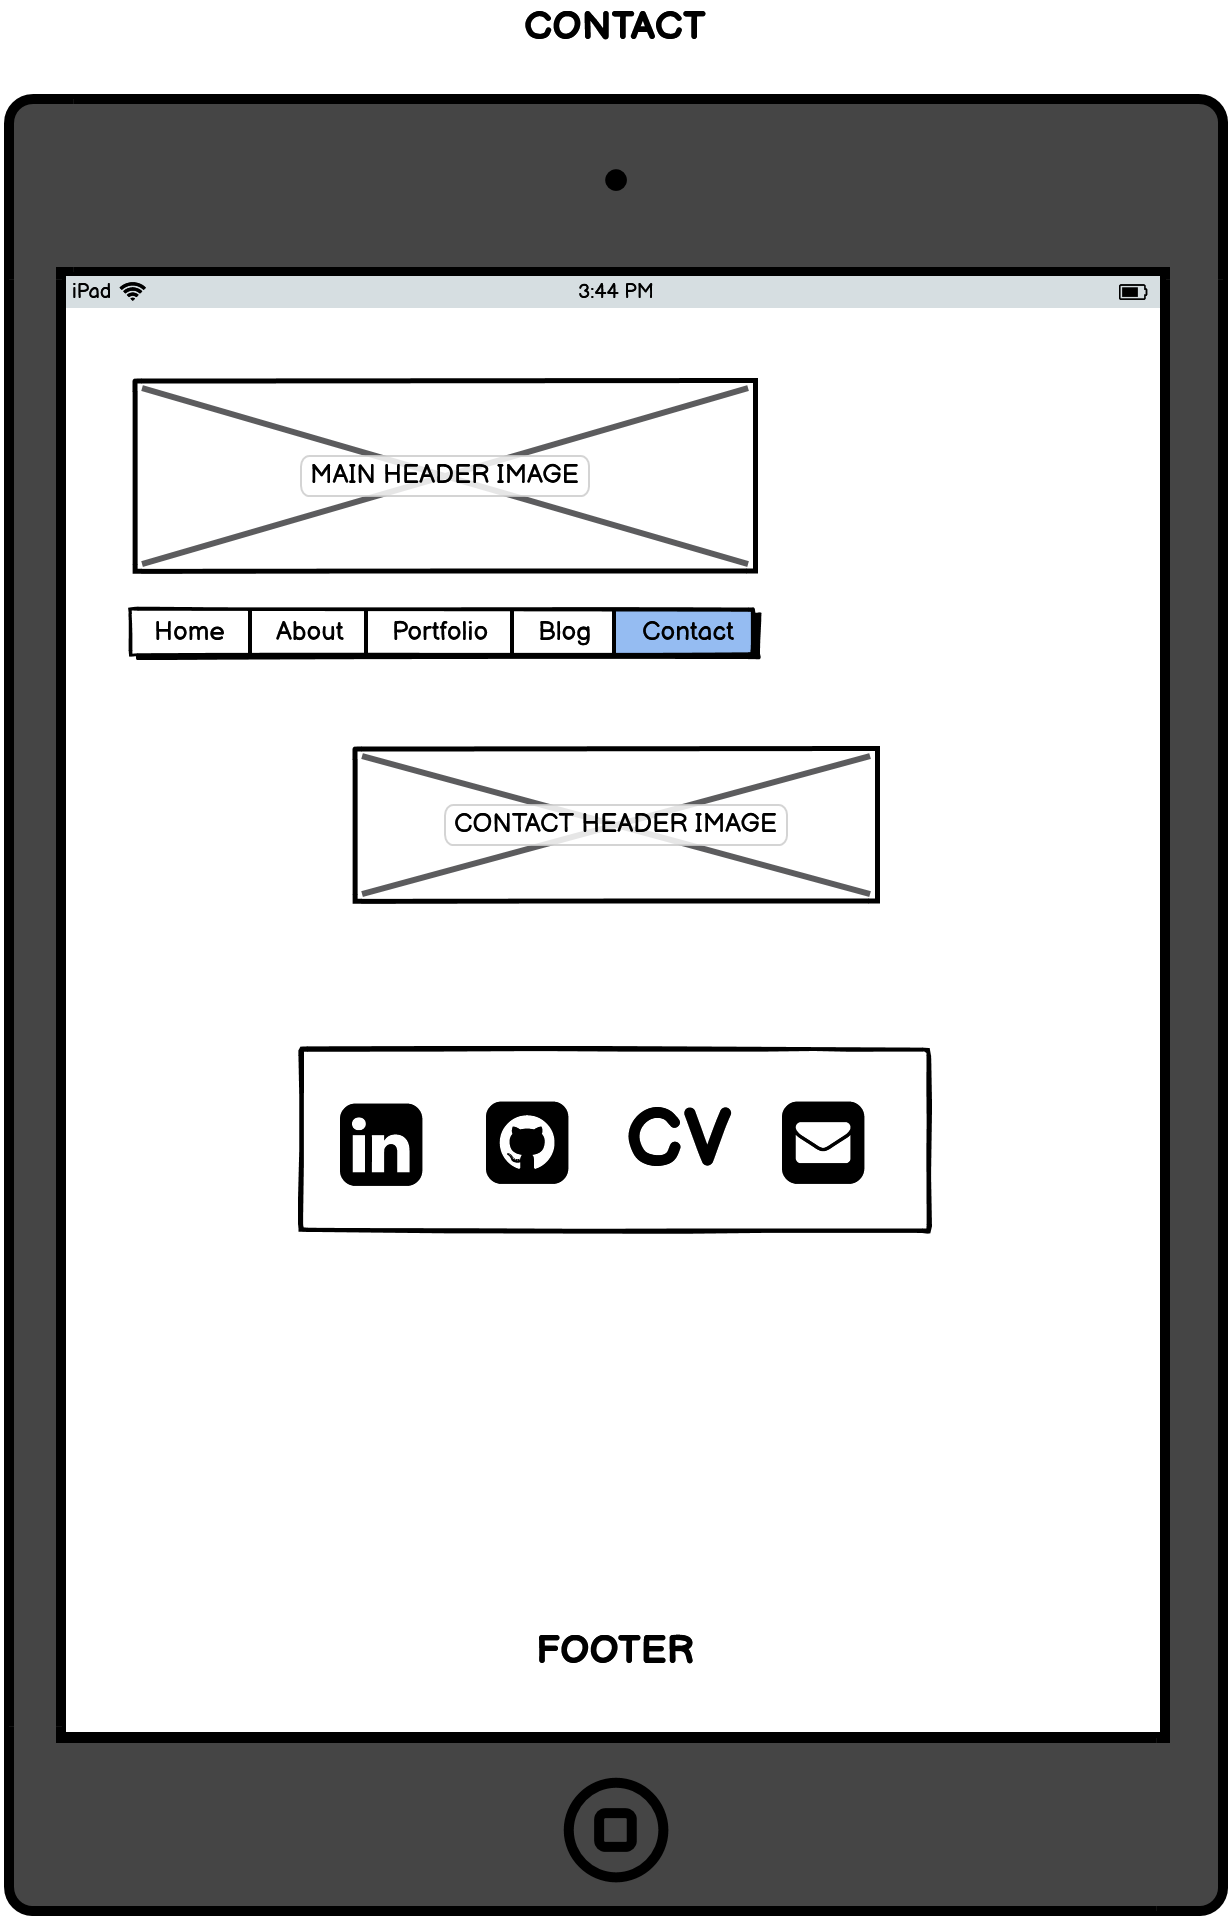 CONTACT
iPad 3:44 PM
MAIN HEADER IMAGE
Home About Portfolio Blog Contact
CONTACT HEADER IMAGE
in CV
FOOTER